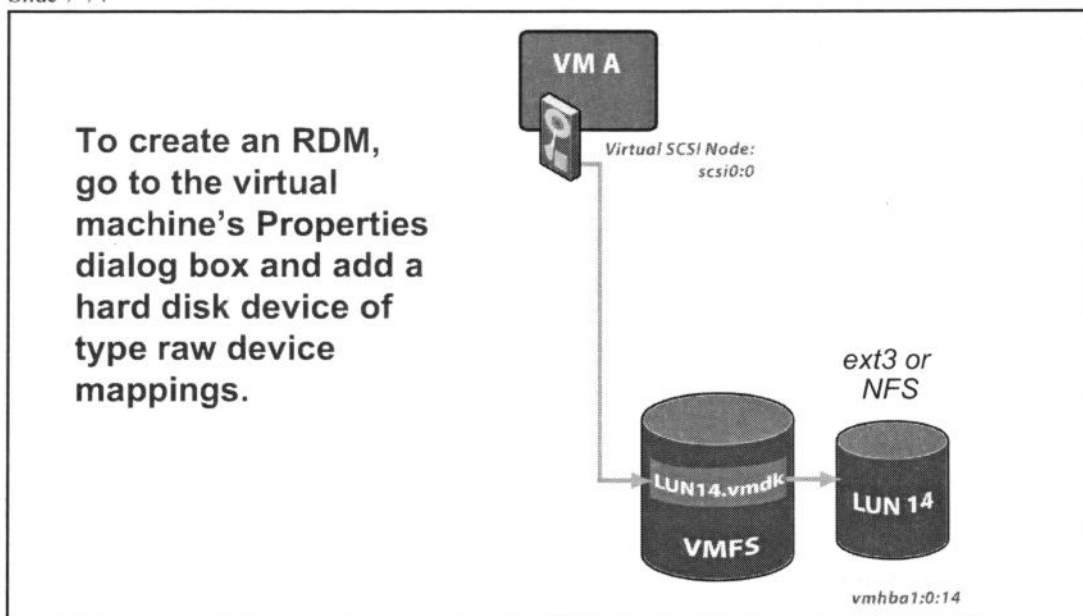 To create an RDM,
go to the virtual
machine's Properties
dialog box and add a
hard disk device of
type raw device
mappings.
VM A
Virtual SCSI Node:
scsi0:0
ext3 or
NFS
LUN14.vmdk
VMFS
LUN 14
vmhba1:0:14